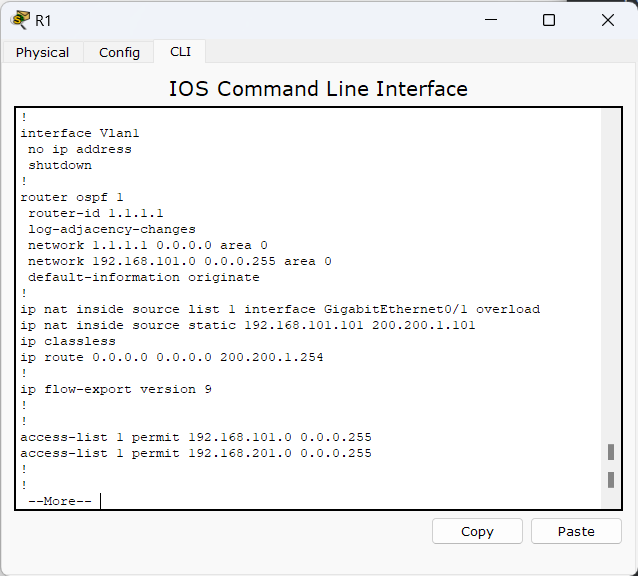 R1
Physical Config CLI
IOS Command Line Interface
!
interface Vlan1
no ip address
shutdown
!
router ospf 1
router-id 1.1.1.1
log-adjacency-changes
network 1.1.1.1 0.0.0.0 area 0
network 192.168.101.0 0.0.0.255 area 0
default-information originate
!
ip nat inside source list 1 interface GigabitEthernet0/1 overload
ip nat inside source static 192.168.101.101 200.200.1.101
ip classless
ip route 0.0.0.0 0.0.0.0 200.200.1.254
!
ip flow-export version 9
!
!
access-list 1 permit 192.168.101.0 0.0.0.255
access-list 1 permit 192.168.201.0 0.0.0.255
!
!
--More--
Copy Paste